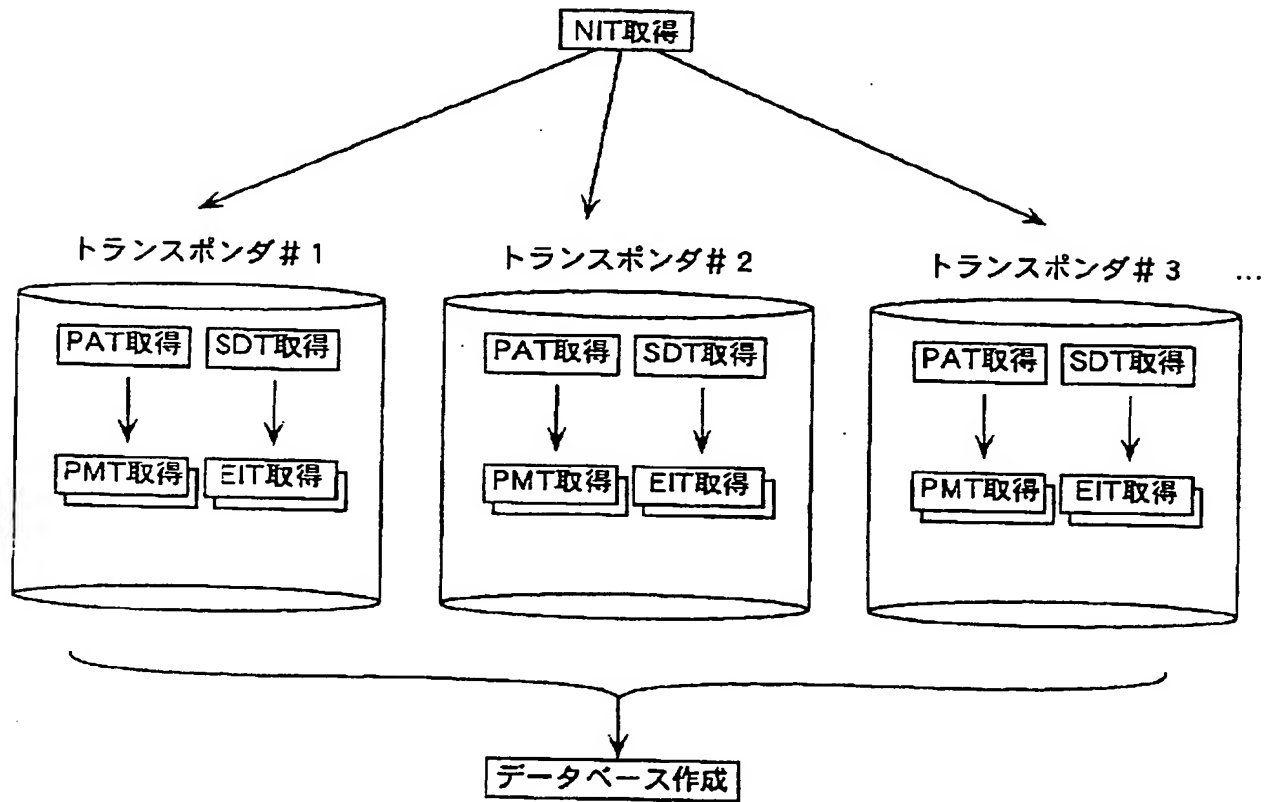 NIT取得
トランスポンダ＃1
トランスポンダ＃2
トランスポンダ＃3 …
PAT取得 SDT取得
PAT取得 SDT取得
PAT取得 SDT取得
PMT取得 EIT取得
PMT取得 EIT取得
PMT取得 EIT取得
データベース作成